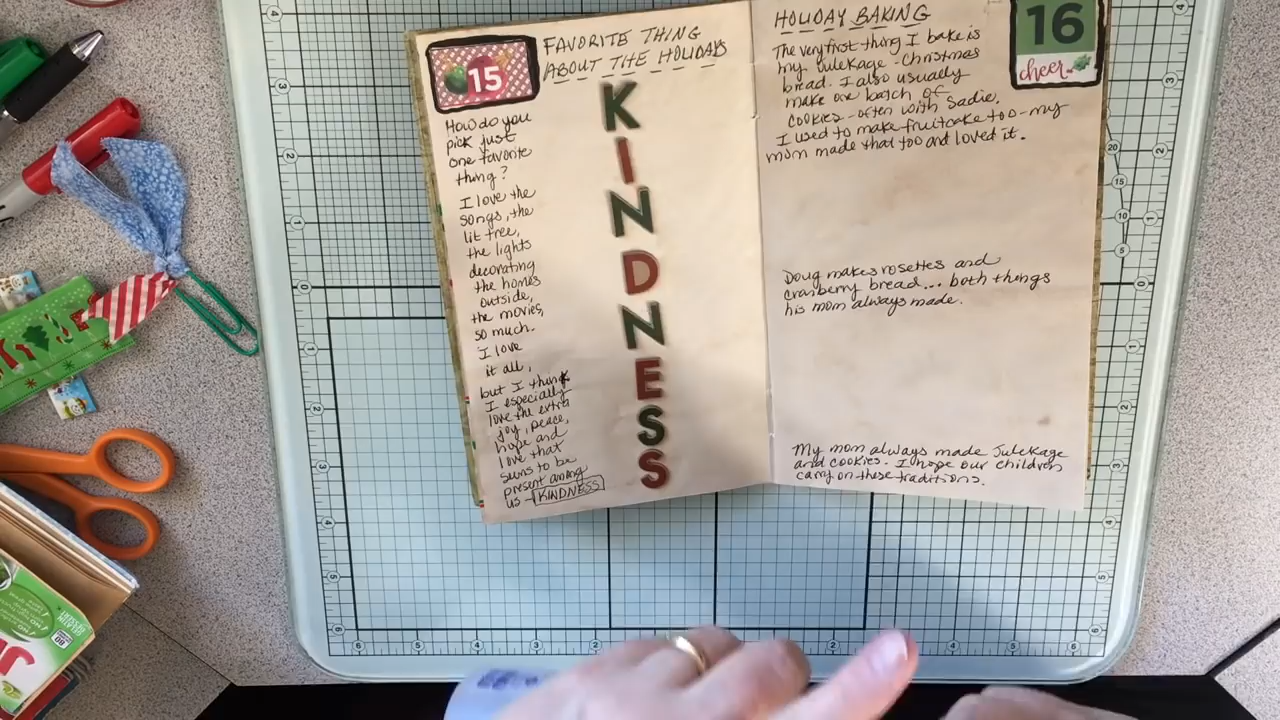 15
FAVORITE THING
ABOUT THE HOLIDAYS
How do you
pick just
one favorite
thing?
I love the
songs, the
lit tree,
the lights
decorating
the homes
outside,
the movies,
so much.
I love
it all,
but I think
I especially
love the extra
joy, peace,
hope and
love that
sums to be
present among
us - KINDNESS
KINDNESS
HOLIDAY BAKING
16
cheer
The very first thing I bake is
my Julekage - Christmas
bread. I also usually
make one batch of
cookies - often with Sadie.
I used to make fruitcake too - my
mom made that too and loved it.
Doug makes rosettes and
cranberry bread... both things
his mom always made.
My mom always made Julekage
and cookies. I hope our children
carry on these traditions.